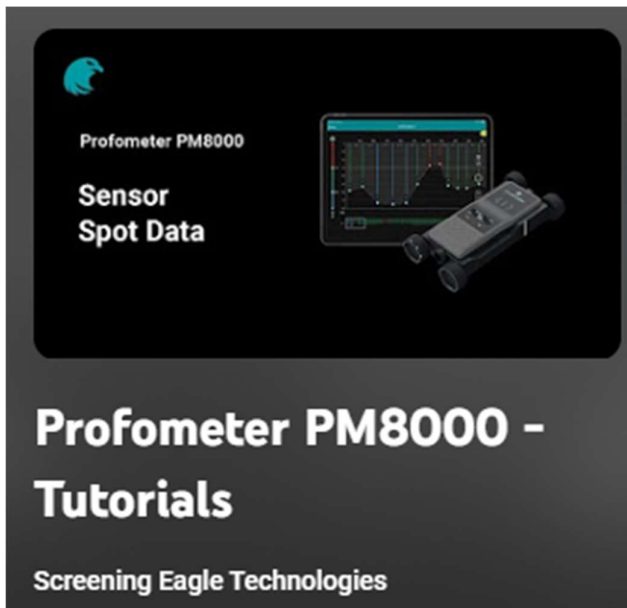 Profometer PM8000
Sensor
Spot Data
Profometer PM8000 -
Tutorials
Screening Eagle Technologies